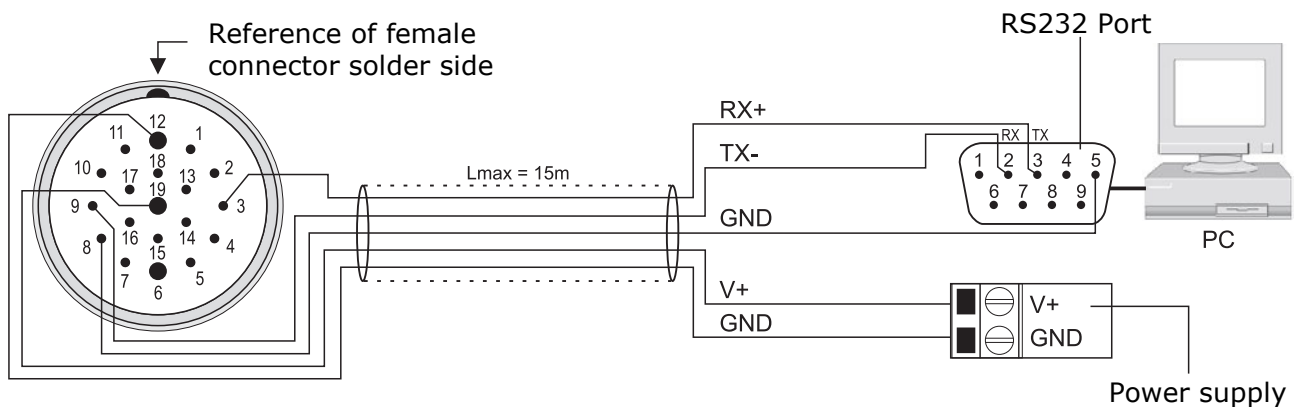 Reference of female
connector solder side
RS232 Port
12
11
1
10
18
2
17
13
19
9
3
16
14
8
15
4
7
5
6
Lmax = 15m
RX+
TX-
GND
V+
GND
RX TX
1 2 3 4 5
6 7 8 9
PC
V+
GND
Power supply